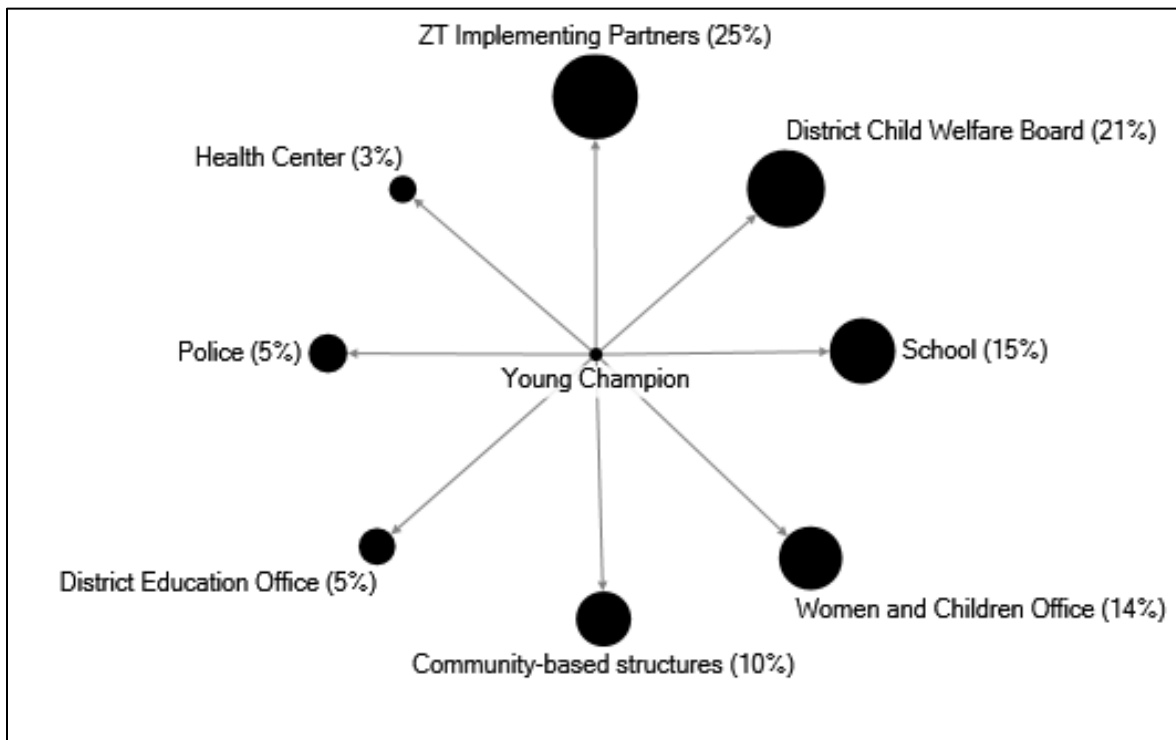 ZT Implementing Partners (25%)
District Child Welfare Board (21%)
Health Center (3%)
Police (5%)
School (15%)
Young Champion
District Education Office (5%)
Women and Children Office (14%)
Community-based structures (10%)